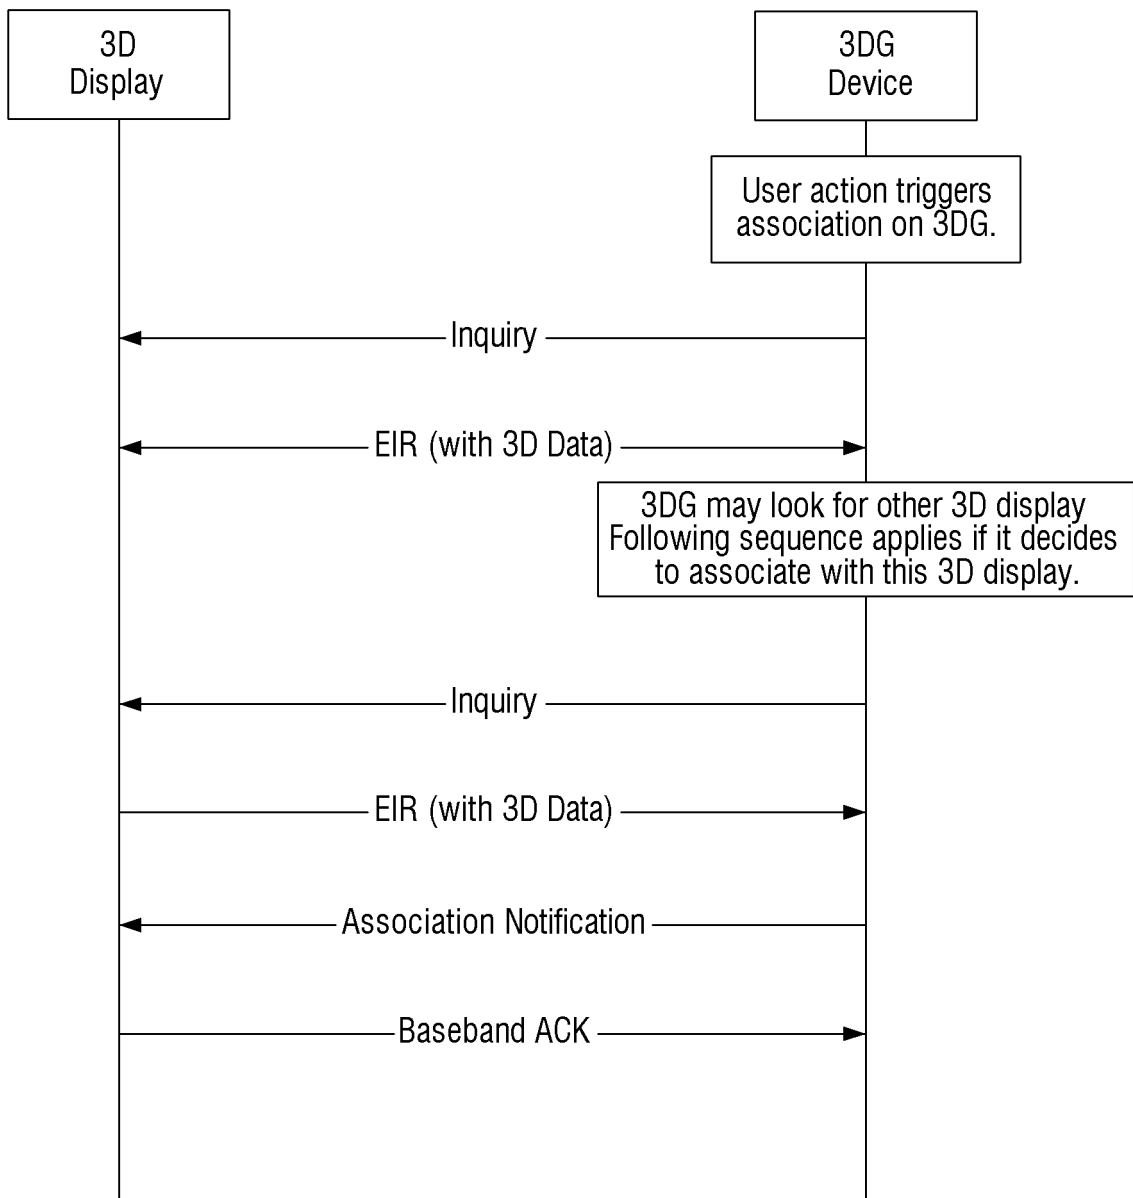 3D
Display
3DG
Device
User action triggers
association on 3DG.
Inquiry
EIR (with 3D Data)
3DG may look for other 3D display
Following sequence applies if it decides
to associate with this 3D display.
Inquiry
EIR (with 3D Data)
Association Notification
Baseband ACK